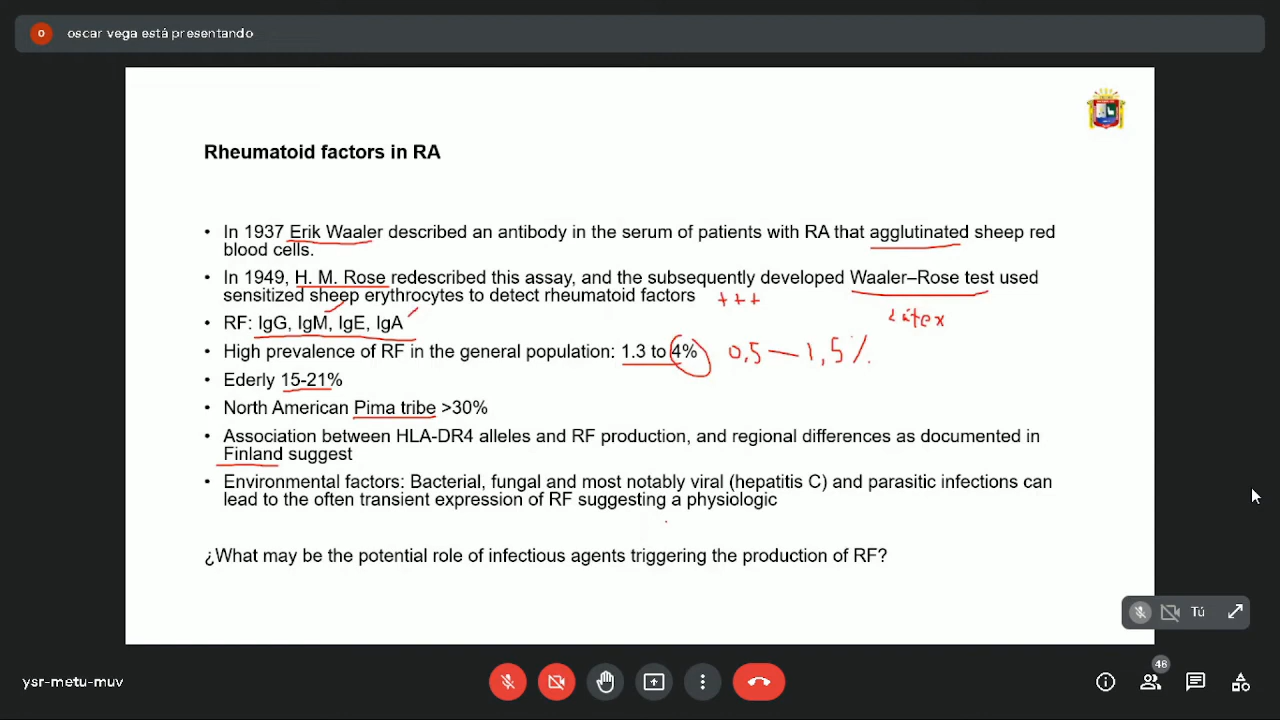 O oscar vega está presentando
Rheumatoid factors in RA
• In 1937 Erik Waaler described an antibody in the serum of patients with RA that agglutinated sheep red
blood cells.
• In 1949, H. M. Rose redescribed this assay, and the subsequently developed Waaler–Rose test used
sensitized sheep erythrocytes to detect rheumatoid factors +++
Látex
• RF: IgG, IgM, IgE, IgA
• High prevalence of RF in the general population: 1.3 to 4% 0,5 — 1,5%
• Ederly 15-21%
• North American Pima tribe >30%
• Association between HLA-DR4 alleles and RF production, and regional differences as documented in
Finland suggest
• Environmental factors: Bacterial, fungal and most notably viral (hepatitis C) and parasitic infections can
lead to the often transient expression of RF suggesting a physiologic
¿What may be the potential role of infectious agents triggering the production of RF?
Tú
ysr-metu-muv
46